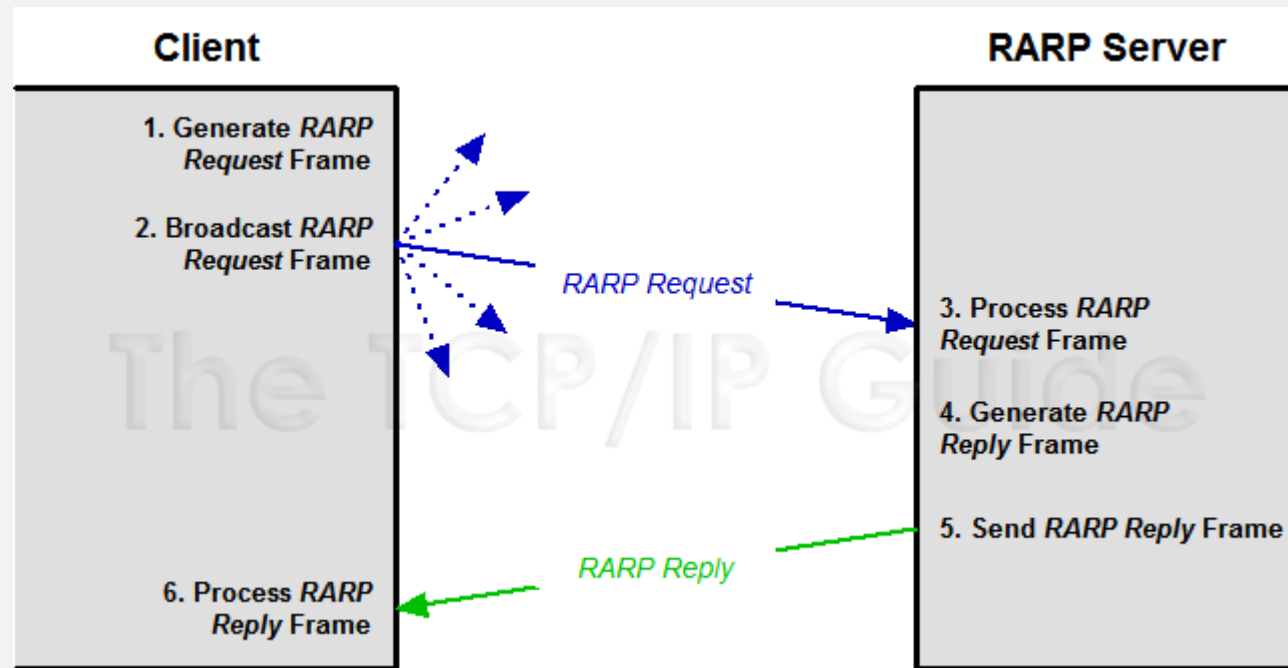 Client
RARP Server
1. Generate RARP
Request Frame
2. Broadcast RARP
Request Frame
RARP Request
3. Process RARP
Request Frame
The TCP/IP Guide
4. Generate RARP
Reply Frame
5. Send RARP Reply Frame
RARP Reply
6. Process RARP
Reply Frame